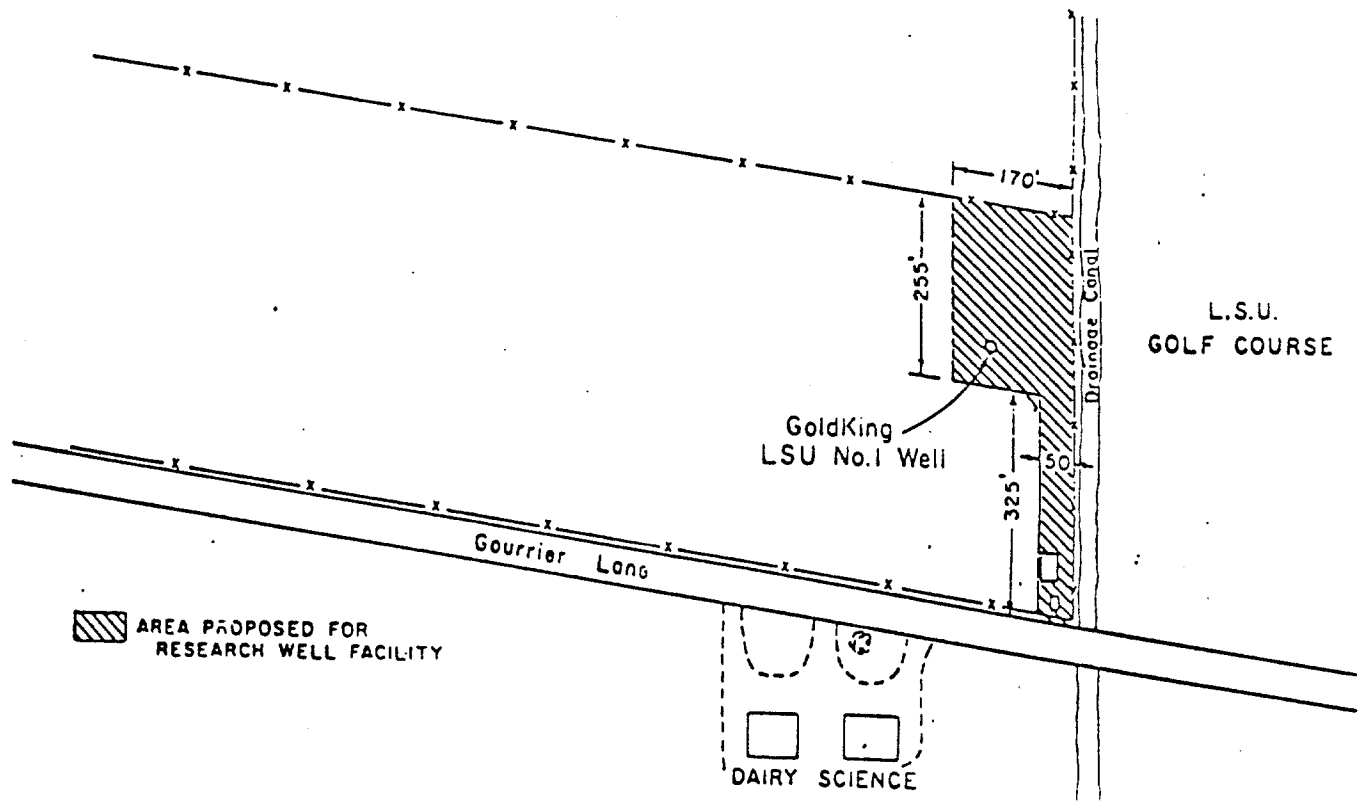 170'
255'
Drainage Canal
L.S.U.
GOLF COURSE
GoldKing
LSU No.1 Well
50
325'
Gourrier Lane
AREA PROPOSED FOR
RESEARCH WELL FACILITY
DAIRY SCIENCE